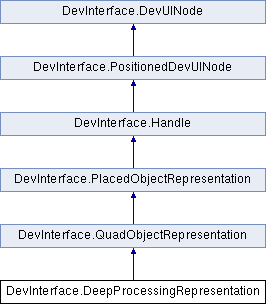 DevInterface.DevUINode
DevInterface.PositionedDevUINode
DevInterface.Handle
DevInterface.PlacedObjectRepresentation
DevInterface.QuadObjectRepresentation
DevInterface.DeepProcessingRepresentation